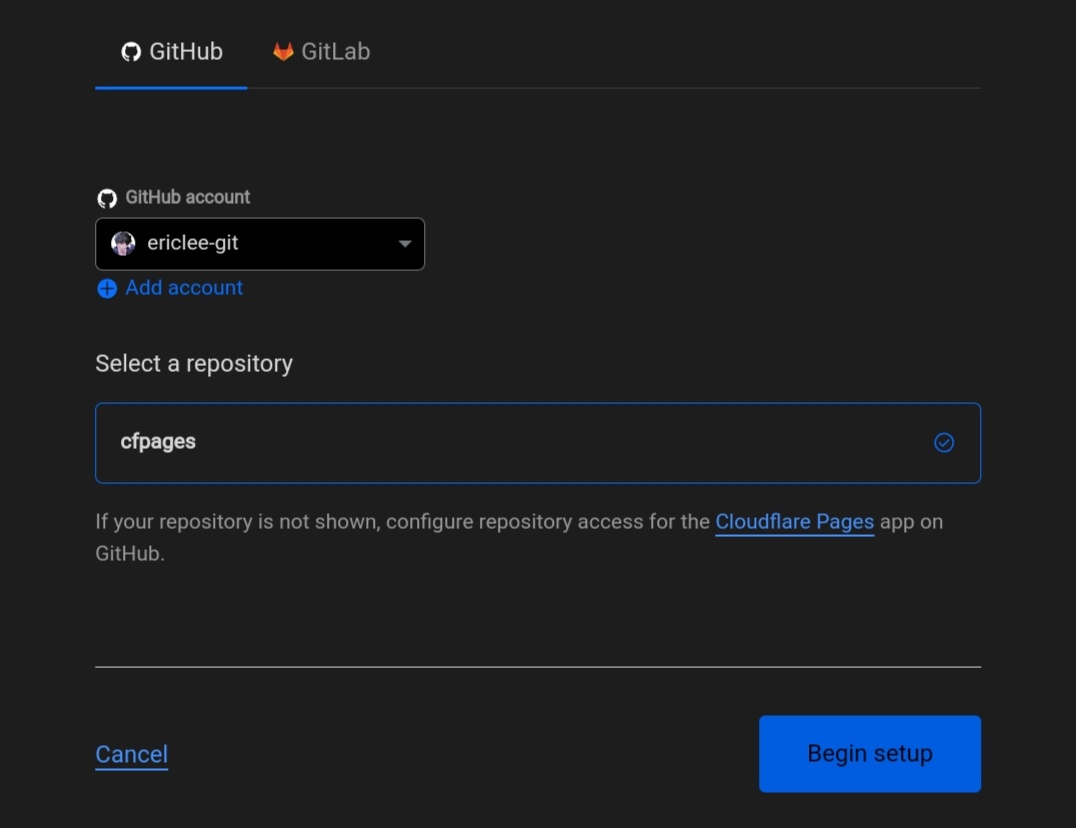 GitHub
GitLab
GitHub account
ericlee-git
Add account
Select a repository
cfpages
If your repository is not shown, configure repository access for the Cloudflare Pages app on
GitHub.
Cancel
Begin setup